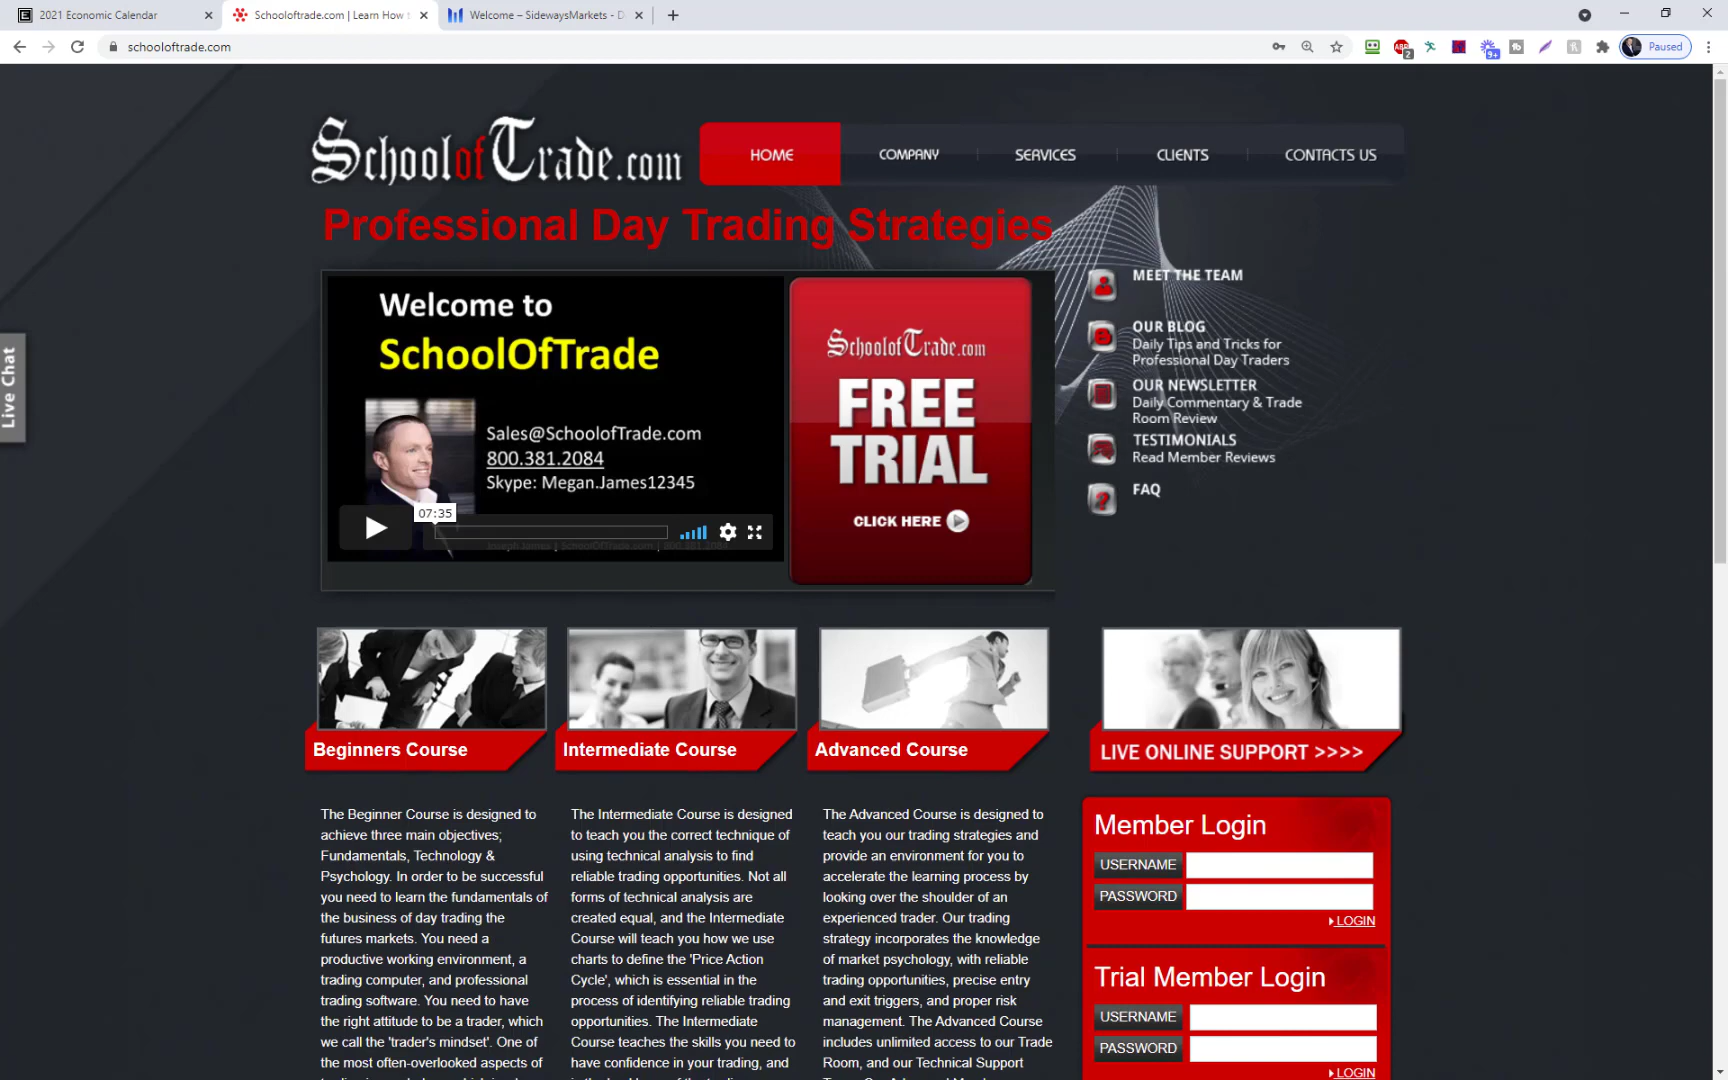 2021 Economic Calendar
Schooloftrade.com | Learn How t
Welcome – SidewaysMarkets - D
schooloftrade.com
2
9+
Paused
SchoolofTrade.com
HOME
COMPANY
SERVICES
CLIENTS
CONTACTS US
Professional Day Trading Strategies
Live Chat
Welcome to
SchoolOfTrade
Sales@SchoolofTrade.com
800.381.2084
Skype: Megan.James12345
07:35
SchoolofTrade.com
FREE
TRIAL
CLICK HERE
MEET THE TEAM
OUR BLOG
Daily Tips and Tricks for
Professional Day Traders
OUR NEWSLETTER
Daily Commentary & Trade
Room Review
TESTIMONIALS
Read Member Reviews
FAQ
Beginners Course
Intermediate Course
Advanced Course
LIVE ONLINE SUPPORT >>>>
The Beginner Course is designed to
achieve three main objectives;
Fundamentals, Technology &
Psychology. In order to be successful
you need to learn the fundamentals of
the business of day trading the
futures markets. You need a
productive working environment, a
trading computer, and professional
trading software. You need to have
the right attitude to be a trader, which
we call the 'trader's mindset'. One of
the most often-overlooked aspects of
The Intermediate Course is designed
to teach you the correct technique of
using technical analysis to find
reliable trading opportunities. Not all
forms of technical analysis are
created equal, and the Intermediate
Course will teach you how we use
charts to define the 'Price Action
Cycle', which is essential in the
process of identifying reliable trading
opportunities. The Intermediate
Course teaches the skills you need to
have confidence in your trading, and
The Advanced Course is designed to
teach you our trading strategies and
provide an environment for you to
accelerate the learning process by
looking over the shoulder of an
experienced trader. Our trading
strategy incorporates the knowledge
of market psychology, with reliable
trading opportunities, precise entry
and exit triggers, and proper risk
management. The Advanced Course
includes unlimited access to our Trade
Room, and our Technical Support
Member Login
USERNAME
PASSWORD
LOGIN
Trial Member Login
USERNAME
PASSWORD
LOGIN